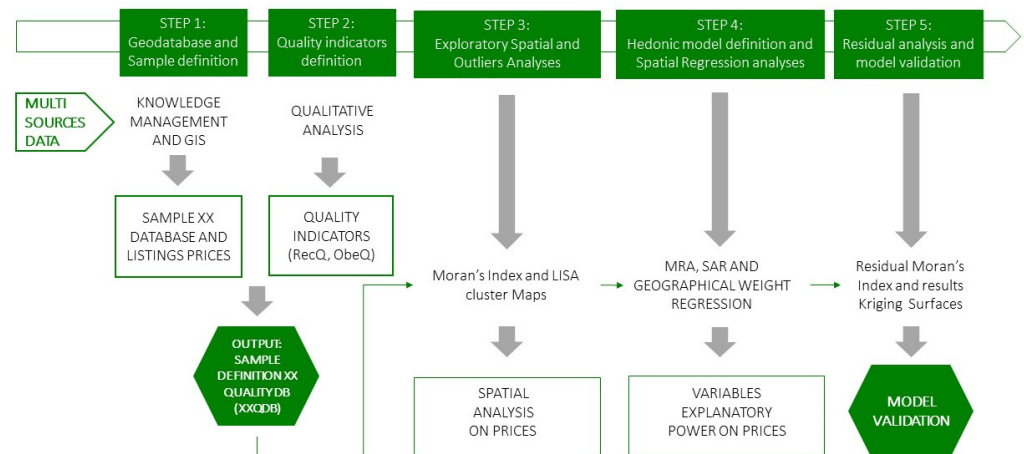 STEP 1:
Geodatabase and
Sample definition
STEP 2:
Quality indicators
definition
STEP 3:
Exploratory Spatial and
Outliers Analyses
STEP 4:
Hedonic model definition and
Spatial Regression analyses
STEP 5:
Residual analysis and
model validation
MULTI
SOURCES
DATA
KNOWLEDGE
MANAGEMENT
AND GIS
QUALITATIVE
ANALYSIS
SAMPLE XX
DATABASE AND
LISTINGS PRICES
QUALITY
INDICATORS
(RecQ, ObeQ)
Moran’s Index and LISA
cluster Maps
MRA, SAR AND
GEOGRAPHICAL WEIGHT
REGRESSION
Residual Moran’s
Index and results
Kriging Surfaces
OUTPUT:
SAMPLE
DEFINITION XX
QUALITY DB
(XXQDB)
SPATIAL
ANALYSIS
ON PRICES
VARIABLES
EXPLANATORY
POWER ON PRICES
MODEL
VALIDATION